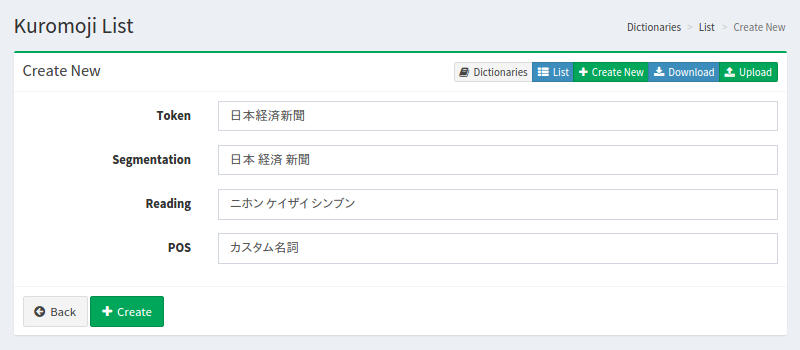 Kuromoji List
Dictionaries > List > Create New
Create New
Dictionaries List Create New Download Upload
Token 日本経済新聞
Segmentation 日本 経済 新聞
Reading ニホン ケイザイ シンブン
POS カスタム名詞
Back Create